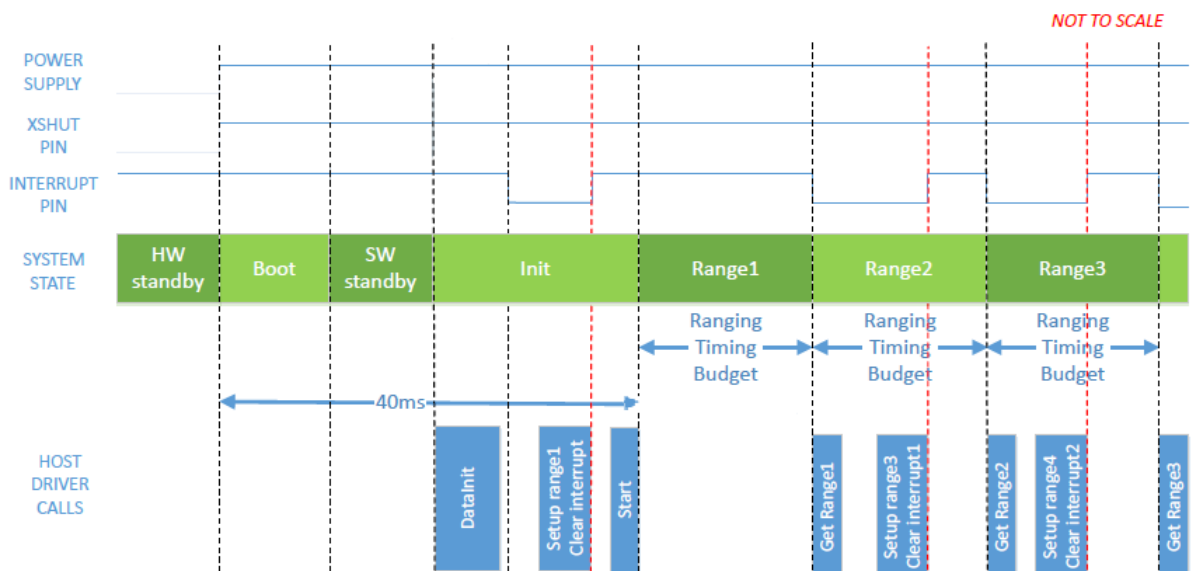 NOT TO SCALE
POWER
SUPPLY
XSHUT
PIN
INTERRUPT
PIN
SYSTEM
STATE
HW
standby
Boot
SW
standby
Init
Range1
Range2
Range3
Ranging
Timing
Budget
Ranging
Timing
Budget
Ranging
Timing
Budget
40ms
HOST
DRIVER
CALLS
DataInit
Setup range1
Clear interrupt
Start
Get Range1
Setup range3
Clear interrupt1
Get Range2
Setup range4
Clear interrupt2
Get Range3